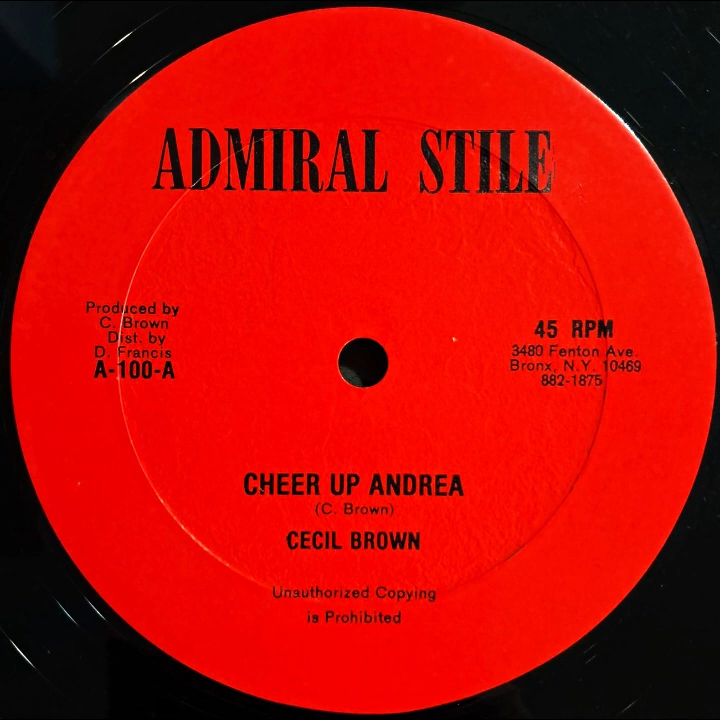 ADMIRAL STILE
Produced by
C. Brown
Dist. by
D. Francis
A-100-A
45 RPM
3480 Fenton Ave.
Bronx, N.Y. 10469
882-1875
CHEER UP ANDREA
(C. Brown)
CECIL BROWN
Unauthorized Copying
is Prohibited